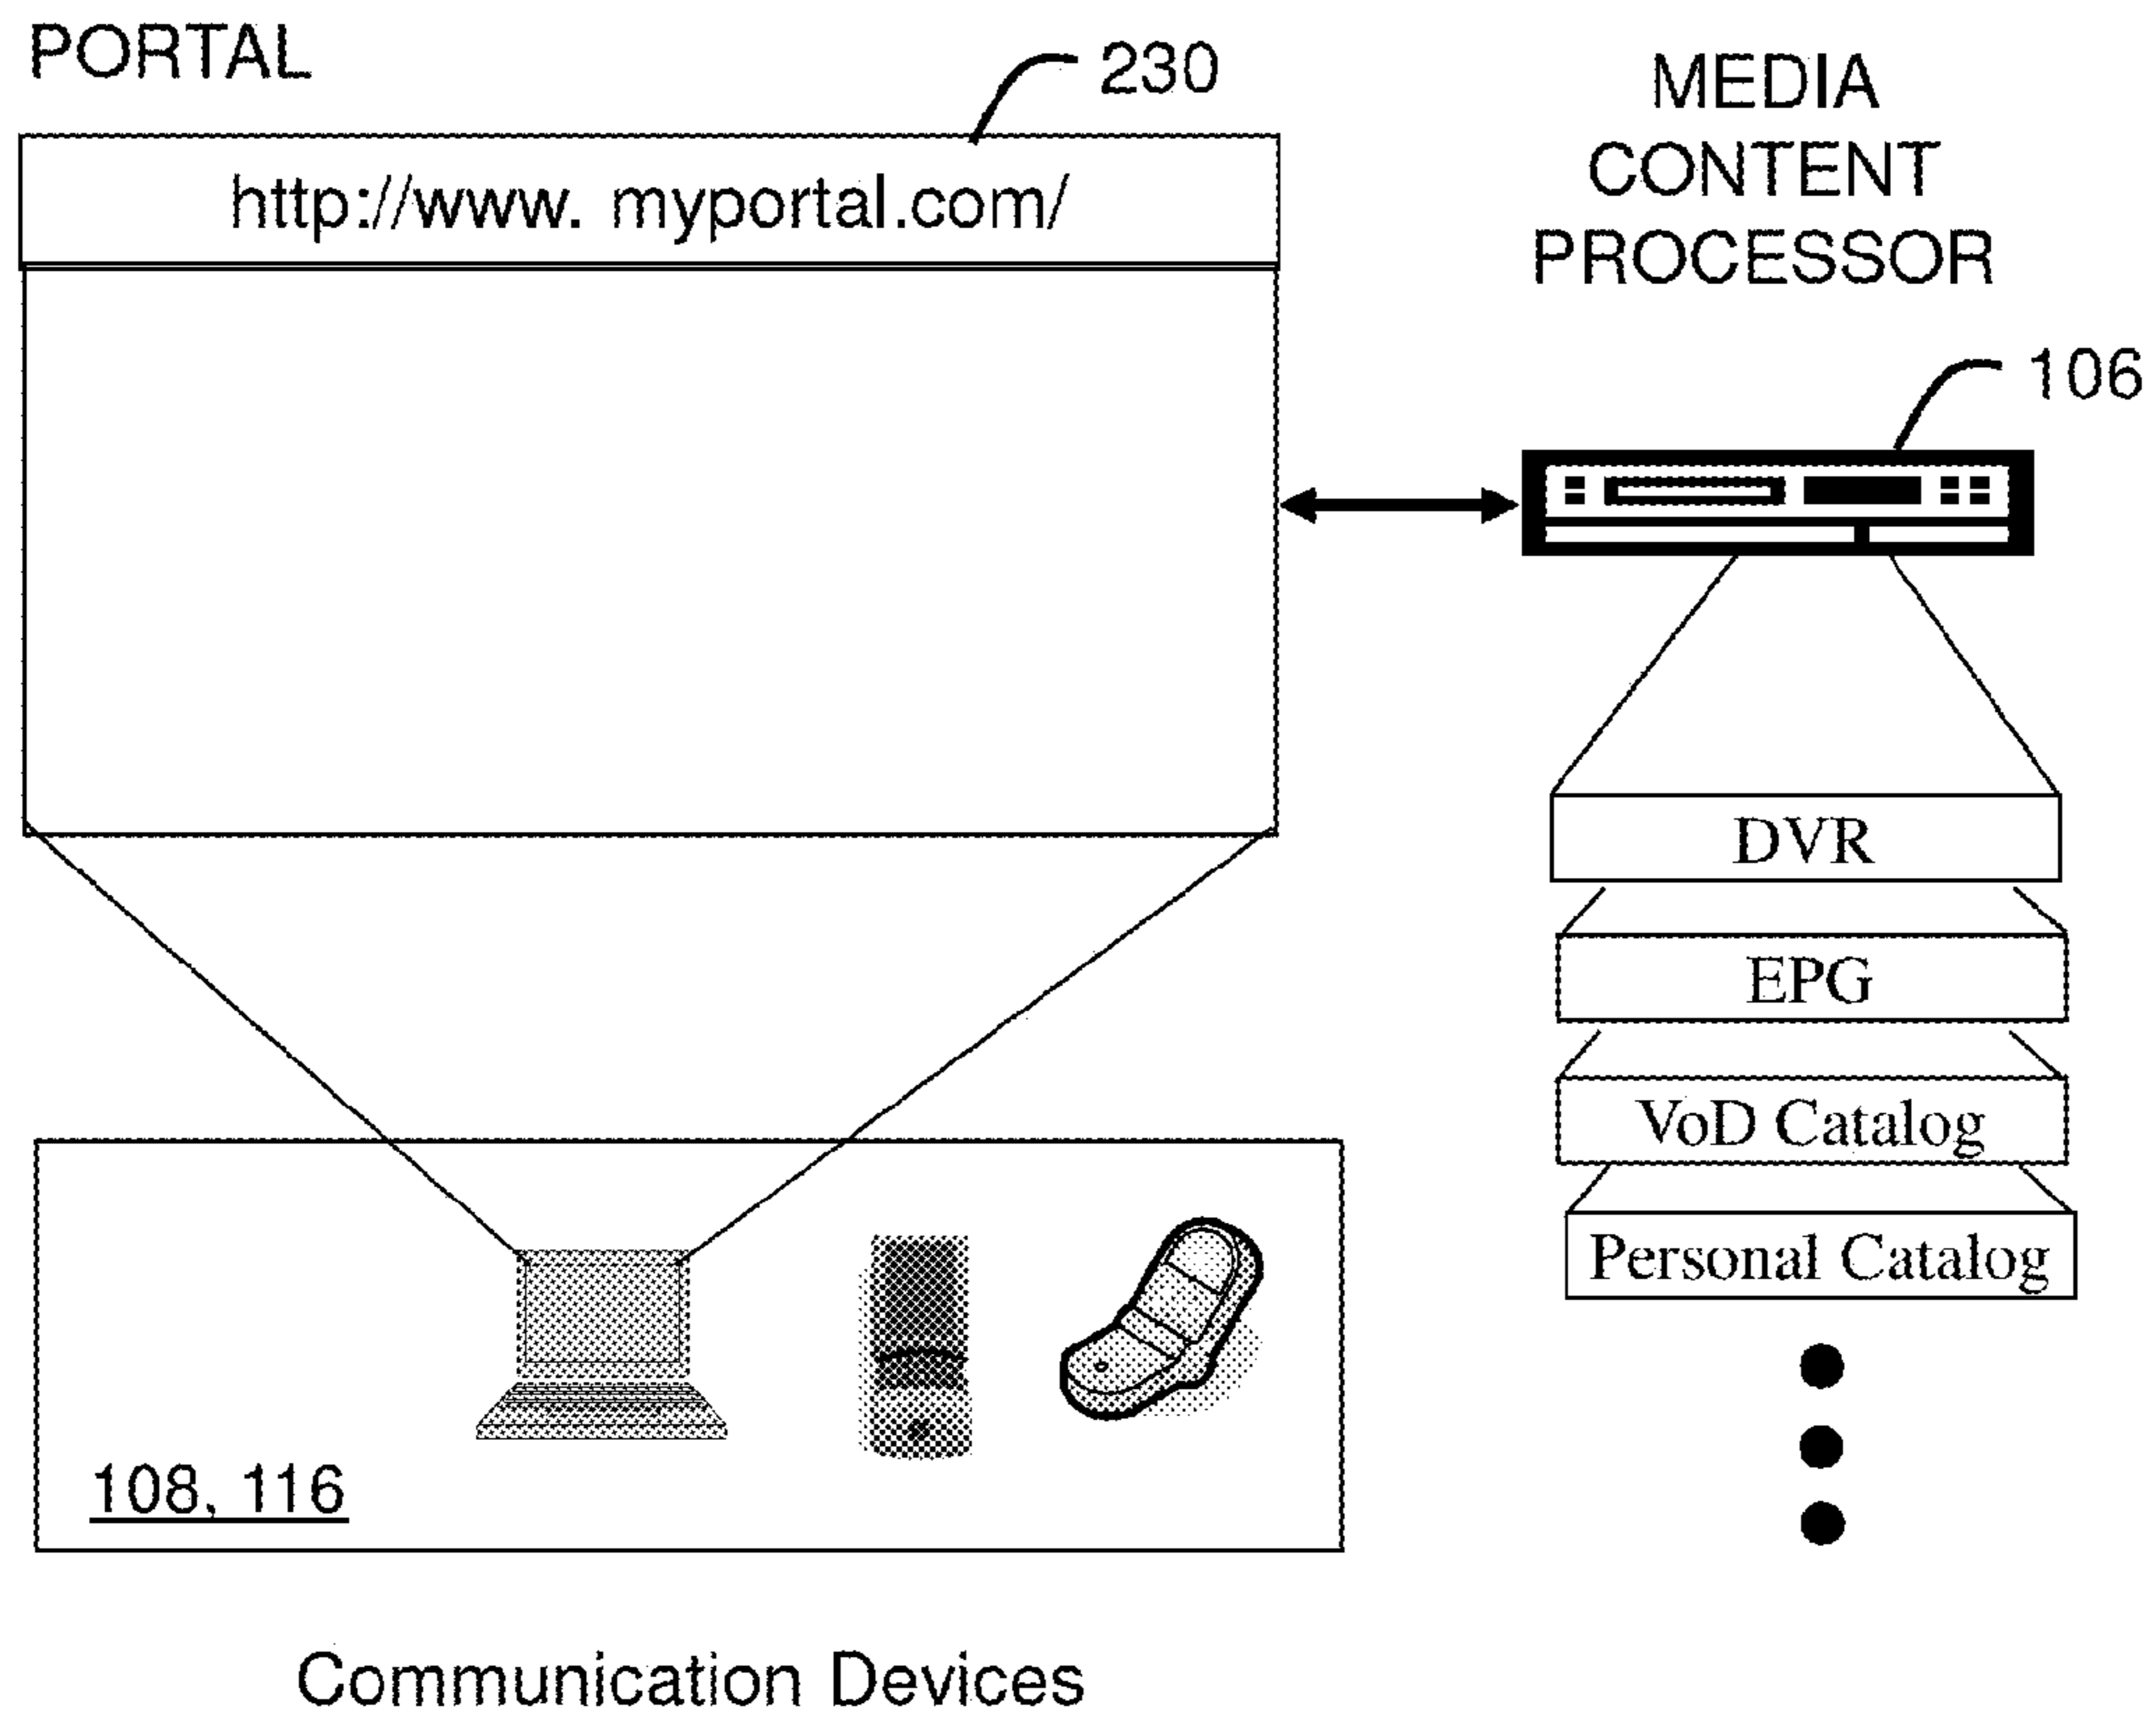 PORTAL
230
http://www. myportal.com/
MEDIA
CONTENT
PROCESSOR
106
DVR
EPG
VoD Catalog
Personal Catalog
108, 116
Communication Devices